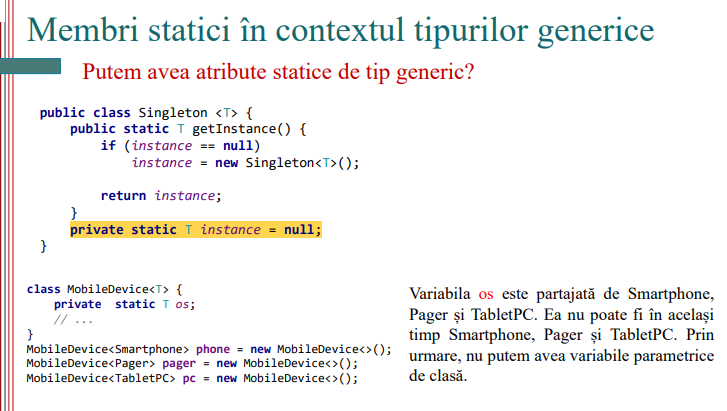 Membri statici în contextul tipurilor generice
Putem avea atribute statice de tip generic?
public class Singleton <T> {
public static T getInstance() {
if (instance == null)
instance = new Singleton<T>();
return instance;
}
private static T instance = null;
}
class MobileDevice<T> {
private  static T os;
// ...
}
MobileDevice<Smartphone> phone = new MobileDevice<>();
MobileDevice<Pager> pager = new MobileDevice<>();
MobileDevice<TabletPC> pc = new MobileDevice<>();
Variabila os este partajată de Smartphone,
Pager și TabletPC. Ea nu poate fi în același
timp Smartphone, Pager și TabletPC. Prin
urmare, nu putem avea variabile parametrice
de clasă.